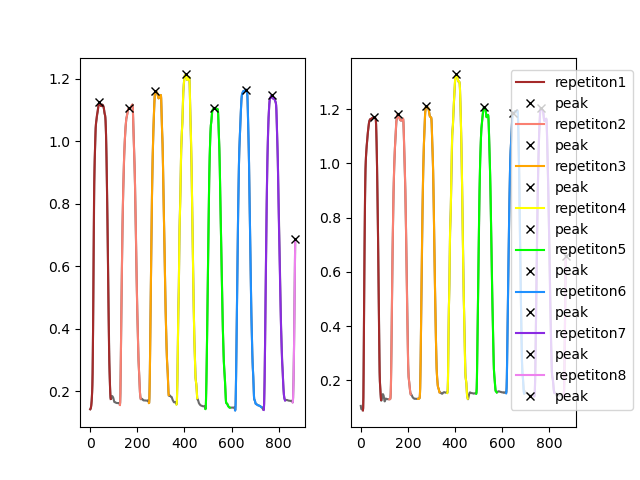 1.2
1.0
0.8
0.6
0.4
0.2
0
200
400
600
800
1.2
1.0
0.8
0.6
0.4
0.2
0
200
400
600
800
repetiton1
peak
repetiton2
peak
repetiton3
peak
repetiton4
peak
repetiton5
peak
repetiton6
peak
repetiton7
peak
repetiton8
peak